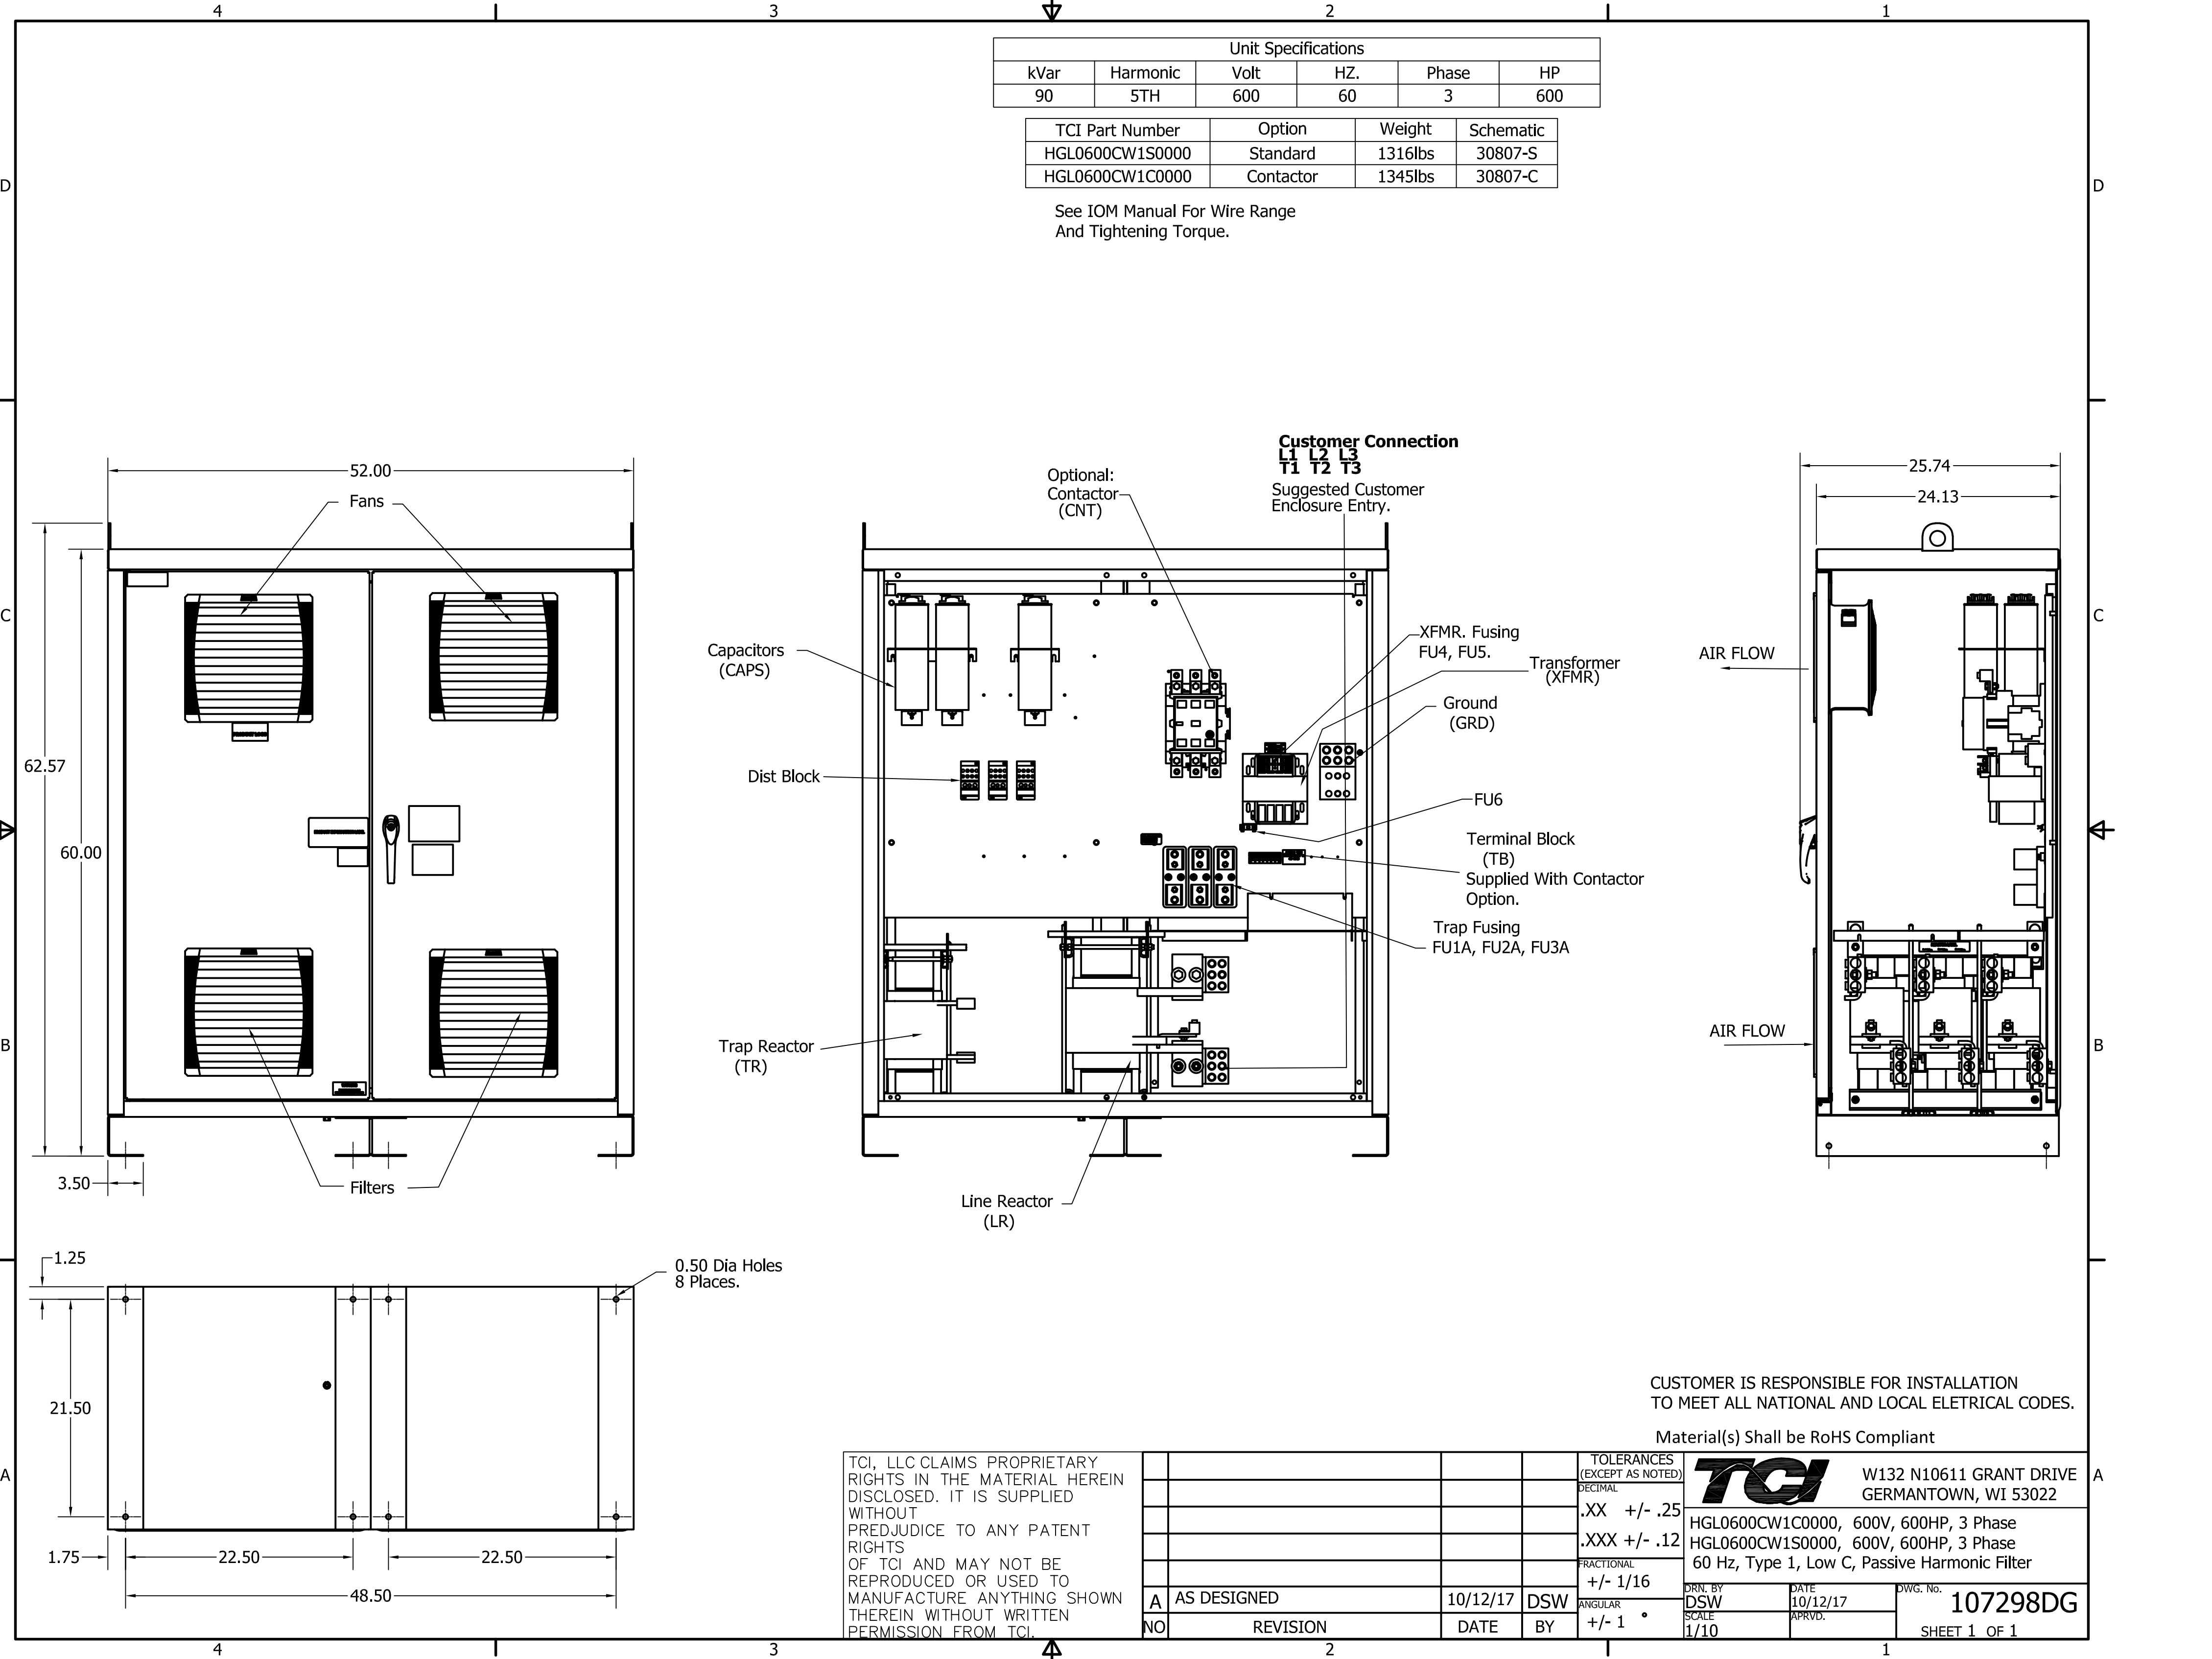 4
3
2
1
Unit Specifications
kVar Harmonic Volt HZ. Phase HP
90 5TH 600 60 3 600
TCI Part Number Option Weight Schematic
HGL0600CW1S0000 Standard 1316lbs 30807-S
HGL0600CW1C0000 Contactor 1345lbs 30807-C
See IOM Manual For Wire Range
And Tightening Torque.
D
D
52.00
Fans
62.57
60.00
3.50
Filters
Customer Connection
L1 L2 L3
T1 T2 T3
Suggested Customer
Enclosure Entry.
Optional:
Contactor
(CNT)
Capacitors
(CAPS)
Dist Block
XFMR. Fusing
FU4, FU5.
Transformer
(XFMR)
Ground
(GRD)
FU6
Terminal Block
(TB)
Supplied With Contactor
Option.
Trap Fusing
FU1A, FU2A, FU3A
Trap Reactor
(TR)
Line Reactor
(LR)
25.74
24.13
AIR FLOW
AIR FLOW
C
C
B
B
1.25
21.50
0.50 Dia Holes
8 Places.
1.75
22.50
22.50
48.50
CUSTOMER IS RESPONSIBLE FOR INSTALLATION
TO MEET ALL NATIONAL AND LOCAL ELETRICAL CODES.
Material(s) Shall be RoHS Compliant
A
A
TCI, LLC CLAIMS PROPRIETARY
RIGHTS IN THE MATERIAL HEREIN
DISCLOSED. IT IS SUPPLIED
WITHOUT
PREDJUDICE TO ANY PATENT
RIGHTS
OF TCI AND MAY NOT BE
REPRODUCED OR USED TO
MANUFACTURE ANYTHING SHOWN
THEREIN WITHOUT WRITTEN
PERMISSION FROM TCI.
A AS DESIGNED 10/12/17 DSW
NO REVISION DATE BY
TOLERANCES
(EXCEPT AS NOTED)
DECIMAL
.XX +/- .25
.XXX +/- .12
FRACTIONAL
+/- 1/16
ANGULAR
+/- 1 °
TCI
W132 N10611 GRANT DRIVE
GERMANTOWN, WI 53022
HGL0600CW1C0000, 600V, 600HP, 3 Phase
HGL0600CW1S0000, 600V, 600HP, 3 Phase
60 Hz, Type 1, Low C, Passive Harmonic Filter
DRN. BY
DSW
DATE
10/12/17
DWG. No.
107298DG
SCALE
1/10
APRVD.
SHEET 1 OF 1
4
3
2
1